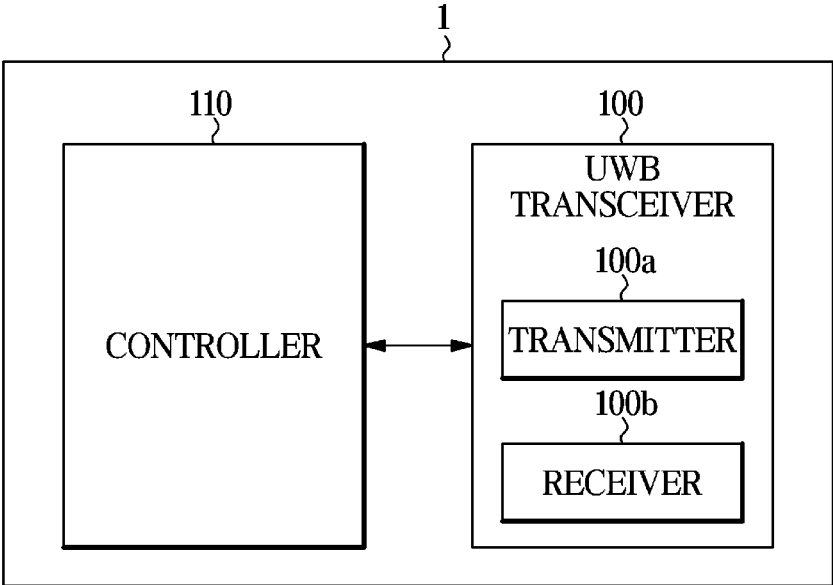 1
110
100
UWB
TRANSCEIVER
100a
CONTROLLER
TRANSMITTER
100b
RECEIVER